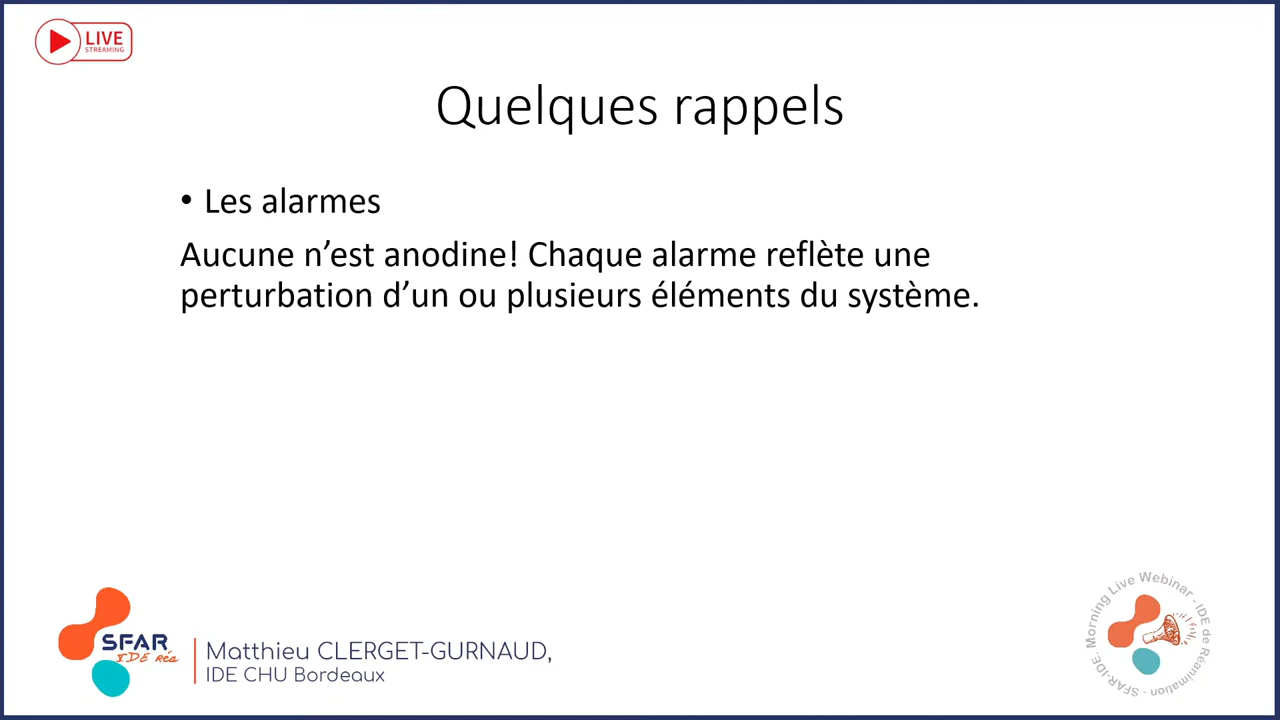 LIVE
STREAMING
Quelques rappels
• Les alarmes
Aucune n’est anodine! Chaque alarme reflète une
perturbation d’un ou plusieurs éléments du système.
SFAR
IDE Réa
Matthieu CLERGET-GURNAUD,
IDE CHU Bordeaux
SFAR-IDE. Morning Live Webinar - IDE de Réanimation -